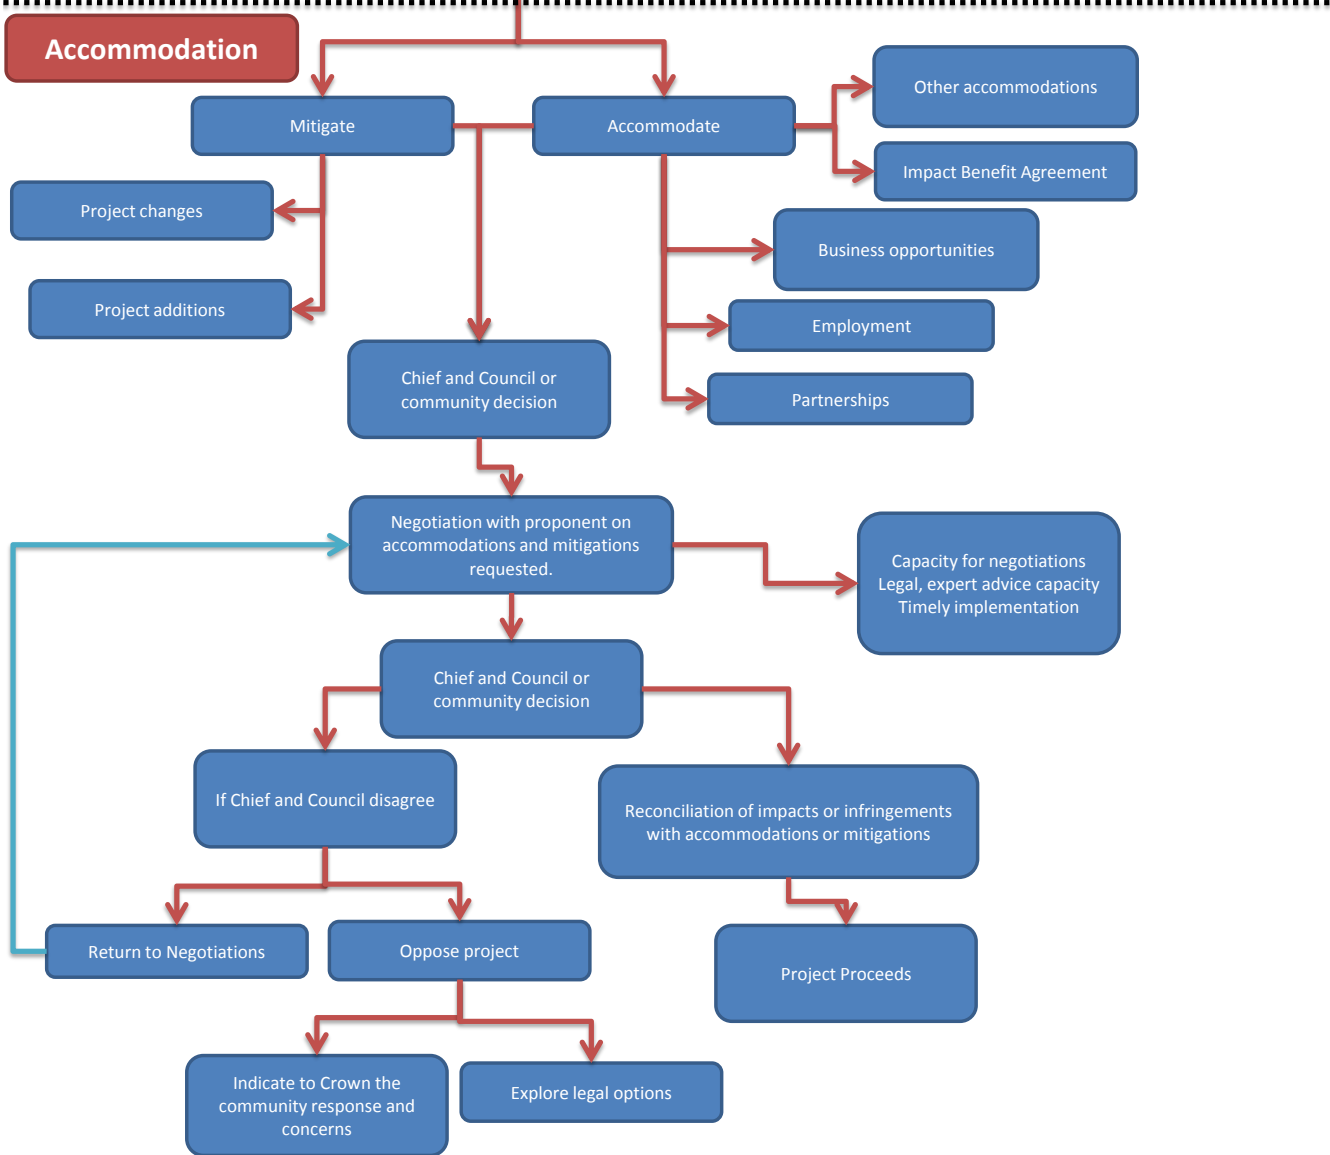 Accommodation
Other accommodations
Mitigate
Accommodate
Impact Benefit Agreement
Project changes
Business opportunities
Project additions
Employment
Chief and Council or
community decision
Partnerships
Negotiation with proponent on
accommodations and mitigations
requested.
Capacity for negotiations
Legal, expert advice capacity
Timely implementation
Chief and Council or
community decision
If Chief and Council disagree
Reconciliation of impacts or infringements
with accommodations or mitigations
Return to Negotiations
Oppose project
Project Proceeds
Indicate to Crown the
community response and
concerns
Explore legal options